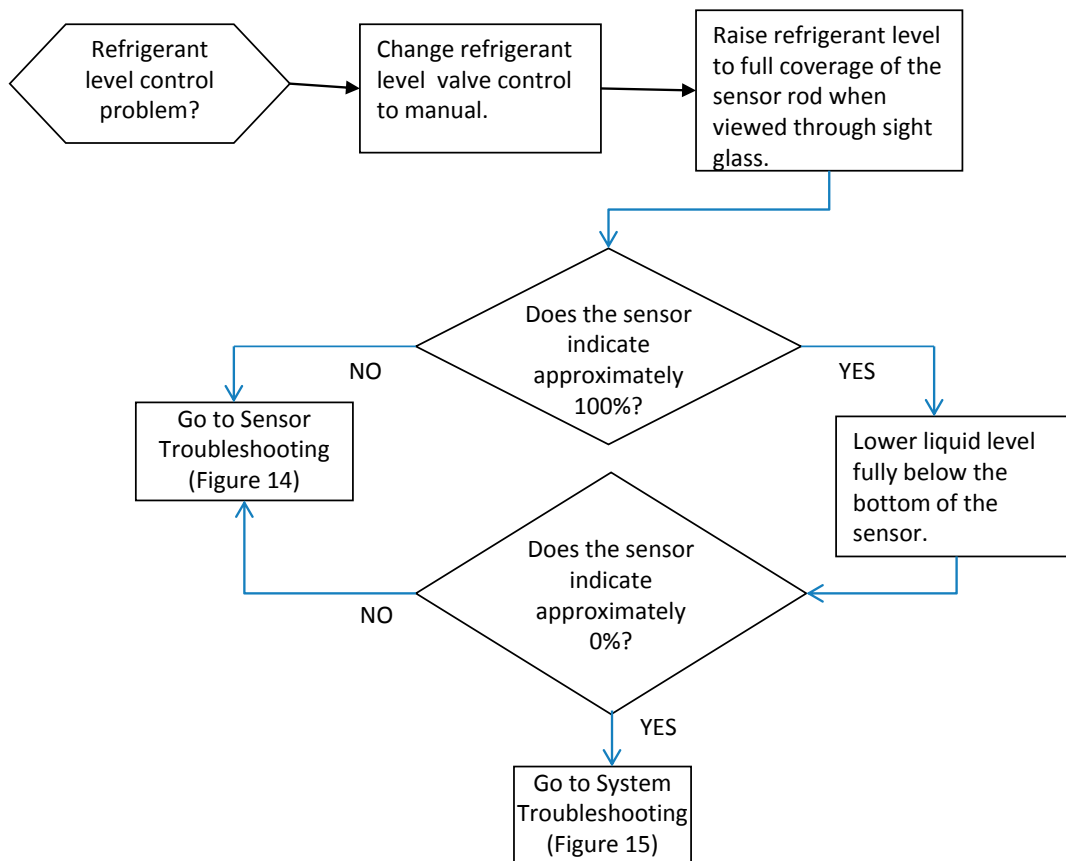 Refrigerant
level control
problem?
Change refrigerant
level valve control
to manual.
Raise refrigerant level
to full coverage of the
sensor rod when
viewed through sight
glass.
Does the sensor
indicate
approximately
100%?
NO
YES
Go to Sensor
Troubleshooting
(Figure 14)
Lower liquid level
fully below the
bottom of the
sensor.
Does the sensor
indicate
approximately
0%?
NO
YES
Go to System
Troubleshooting
(Figure 15)